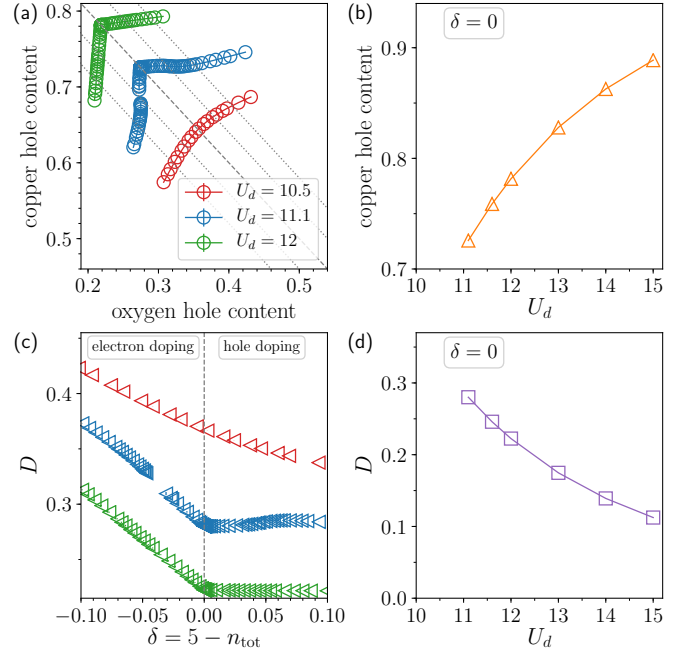 (a)
0.8
0.7
0.6
0.5
copper hole content
0.2 0.3 0.4 0.5
oxygen hole content
U_d = 10.5
U_d = 11.1
U_d = 12
(b)
δ = 0
0.9
0.8
0.7
copper hole content
10 11 12 13 14 15
U_d
(c)
electron doping
hole doping
0.4
0.3
D
−0.10 −0.05 0.00 0.05 0.10
δ = 5 − n_tot
(d)
δ = 0
0.5
0.4
0.3
0.2
0.1
0.0
D
10 11 12 13 14 15
U_d